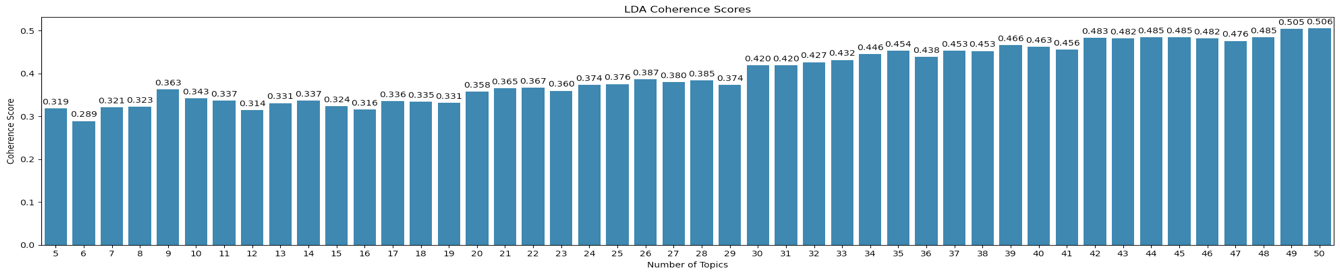 LDA Coherence Scores
Coherence Score
0.5
0.4
0.3
0.2
0.1
0.0
0.319 0.289 0.321 0.323 0.363 0.343 0.337 0.314 0.331 0.337 0.324 0.316 0.336 0.335 0.331 0.358 0.365 0.367 0.360 0.374 0.376 0.387 0.380 0.385 0.374 0.420 0.420 0.427 0.432 0.446 0.454 0.438 0.453 0.453 0.466 0.463 0.456 0.483 0.482 0.485 0.485 0.482 0.476 0.485 0.505 0.506
5 6 7 8 9 10 11 12 13 14 15 16 17 18 19 20 21 22 23 24 25 26 27 28 29 30 31 32 33 34 35 36 37 38 39 40 41 42 43 44 45 46 47 48 49 50
Number of Topics